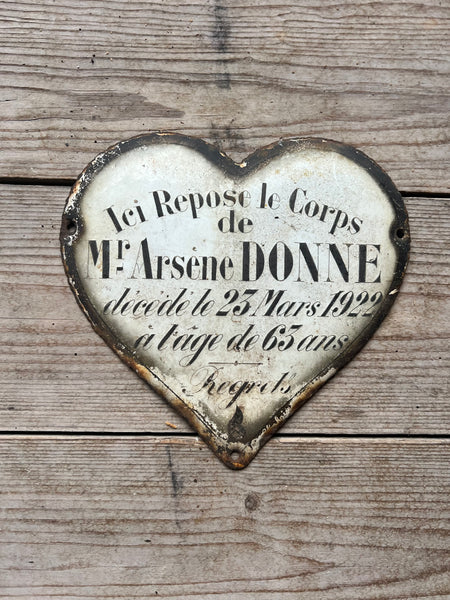 Ici Repose le Corps
de
Mr. Arsène DONNE
décédé le 23 Mars 1922
à l'âge de 63 ans
Regrets